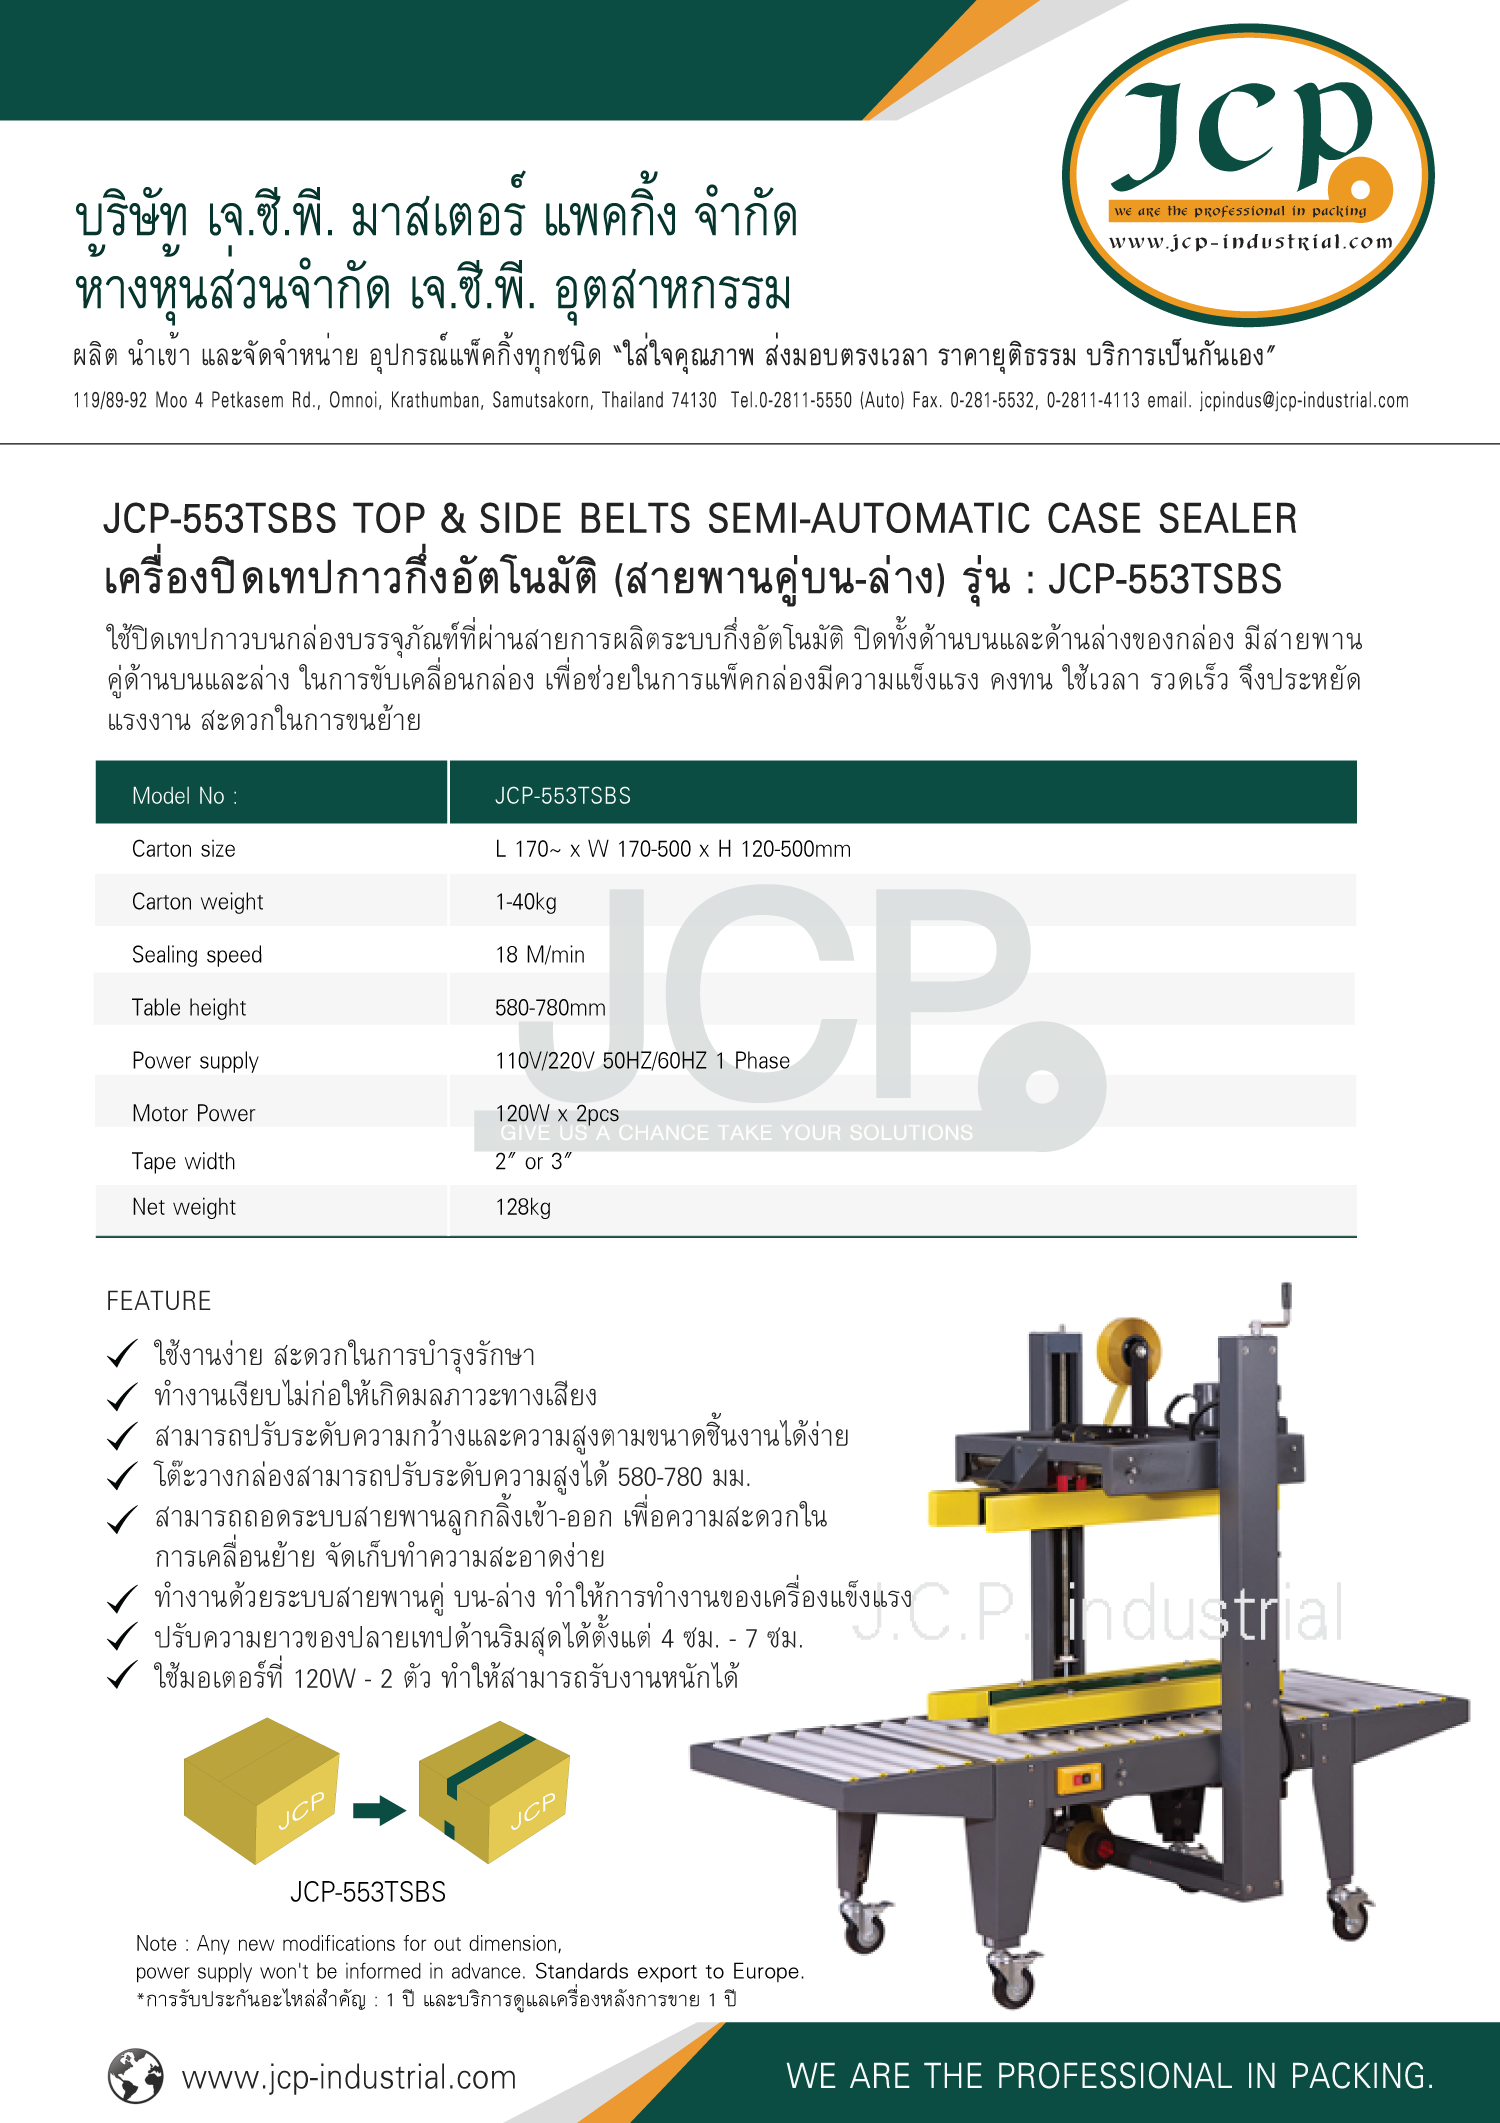 JCP
we are the professional in packing
www.jcp-industrial.com
บริษัท เจ.ซี.พี. มาสเตอร์ แพคกิ้ง จำกัด
ห้างหุ้นส่วนจำกัด เจ.ซี.พี. อุตสาหกรรม
ผลิต นำเข้า และจัดจำหน่าย อุปกรณ์แพ็คกิ้งทุกชนิด "ใส่ใจคุณภาพ ส่งมอบตรงเวลา ราคายุติธรรม บริการเป็นกันเอง"
119/89-92 Moo 4 Petkasem Rd., Omnoi, Krathumban, Samutsakorn, Thailand 74130 Tel.0-2811-5550 (Auto) Fax. 0-281-5532, 0-2811-4113 email. jcpindus@jcp-industrial.com
JCP-553TSBS TOP & SIDE BELTS SEMI-AUTOMATIC CASE SEALER
เครื่องปิดเทปกาวกึ่งอัตโนมัติ (สายพานคู่บน-ล่าง) รุ่น : JCP-553TSBS
ใช้ปิดเทปกาวบนกล่องบรรจุภัณฑ์ที่ผ่านสายการผลิตระบบกึ่งอัตโนมัติ ปิดทั้งด้านบนและด้านล่างของกล่อง มีสายพาน
คู่ด้านบนและล่าง ในการขับเคลื่อนกล่อง เพื่อช่วยในการแพ็คกล่องมีความแข็งแรง คงทน ใช้เวลา รวดเร็ว จึงประหยัด
แรงงาน สะดวกในการขนย้าย
Model No : JCP-553TSBS
Carton size L 170~ x W 170-500 x H 120-500mm
Carton weight 1-40kg
Sealing speed 18 M/min
Table height 580-780mm
Power supply 110V/220V 50HZ/60HZ 1 Phase
Motor Power 120W x 2pcs
Tape width 2" or 3"
Net weight 128kg
JCP
GIVE US A CHANCE TAKE YOUR SOLUTIONS
FEATURE
ใช้งานง่าย สะดวกในการบำรุงรักษา
ทำงานเงียบไม่ก่อให้เกิดมลภาวะทางเสียง
สามารถปรับระดับความกว้างและความสูงตามขนาดชิ้นงานได้ง่าย
โต๊ะวางกล่องสามารถปรับระดับความสูงได้ 580-780 มม.
สามารถถอดระบบสายพานลูกกลิ้งเข้า-ออก เพื่อความสะดวกใน
การเคลื่อนย้าย จัดเก็บทำความสะอาดง่าย
ทำงานด้วยระบบสายพานคู่ บน-ล่าง ทำให้การทำงานของเครื่องแข็งแรง
ปรับความยาวของปลายเทปด้านริมสุดได้ตั้งแต่ 4 ซม. - 7 ซม.
ใช้มอเตอร์ที่ 120W - 2 ตัว ทำให้สามารถรับงานหนักได้
J.C.P. industrial
JCP
JCP
JCP-553TSBS
Note : Any new modifications for out dimension,
power supply won't be informed in advance. Standards export to Europe.
*การรับประกันอะไหล่สำคัญ : 1 ปี และบริการดูแลเครื่องหลังการขาย 1 ปี
www.jcp-industrial.com
WE ARE THE PROFESSIONAL IN PACKING.